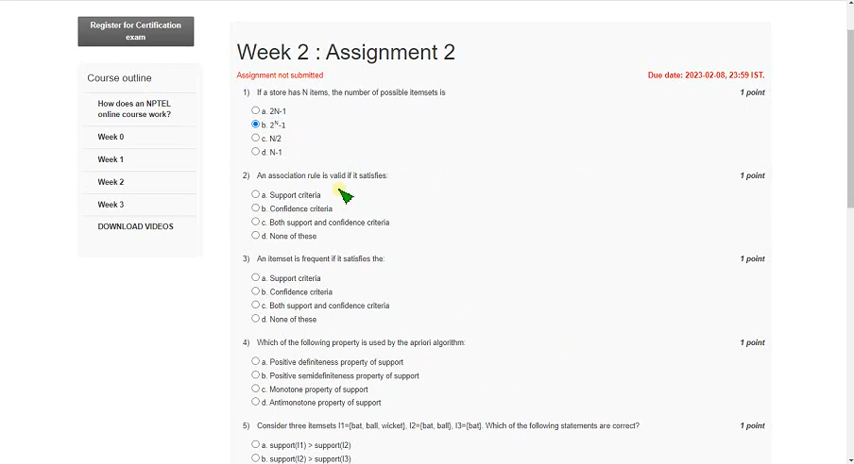 Register for Certification
exam
Course outline
How does an NPTEL
online course work?
Week 0
Week 1
Week 2
Week 3
DOWNLOAD VIDEOS
Week 2 : Assignment 2
Assignment not submitted
Due date: 2023-02-08, 23:59 IST.
1) If a store has N items, the number of possible itemsets is
1 point
a. 2N-1
b. 2^N-1
c. N/2
d. N-1
2) An association rule is valid if it satisfies:
1 point
a. Support criteria
b. Confidence criteria
c. Both support and confidence criteria
d. None of these
3) An itemset is frequent if it satisfies the:
1 point
a. Support criteria
b. Confidence criteria
c. Both support and confidence criteria
d. None of these
4) Which of the following property is used by the apriori algorithm:
1 point
a. Positive definiteness property of support
b. Positive semidefiniteness property of support
c. Monotone property of support
d. Antimonotone property of support
5) Consider three itemsets I1={bat, ball, wicket}, I2={bat, ball}, I3={bat}. Which of the following statements are correct?
1 point
a. support(I1) > support(I2)
b. support(I2) > support(I3)